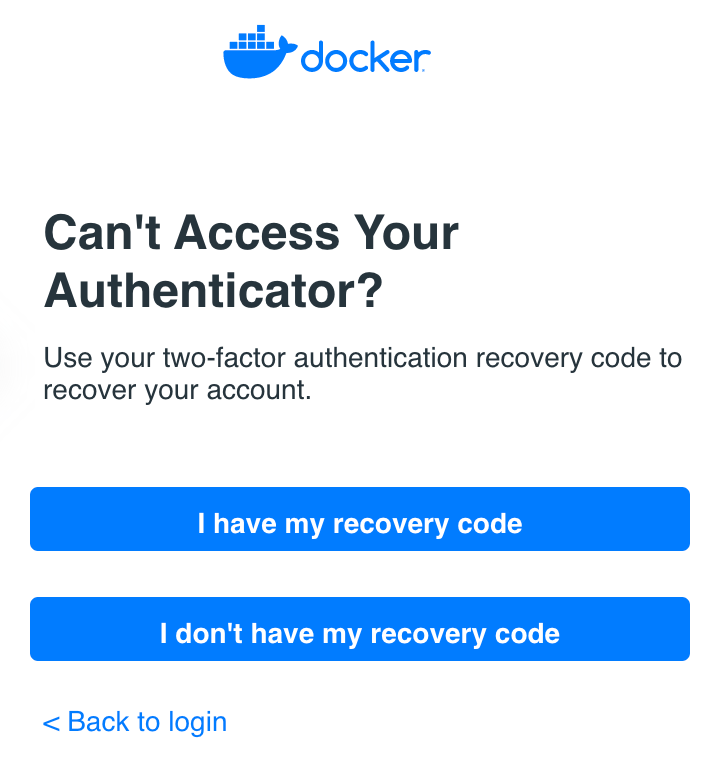 docker
Can't Access Your
Authenticator?
Use your two-factor authentication recovery code to
recover your account.
I have my recovery code
I don't have my recovery code
< Back to login